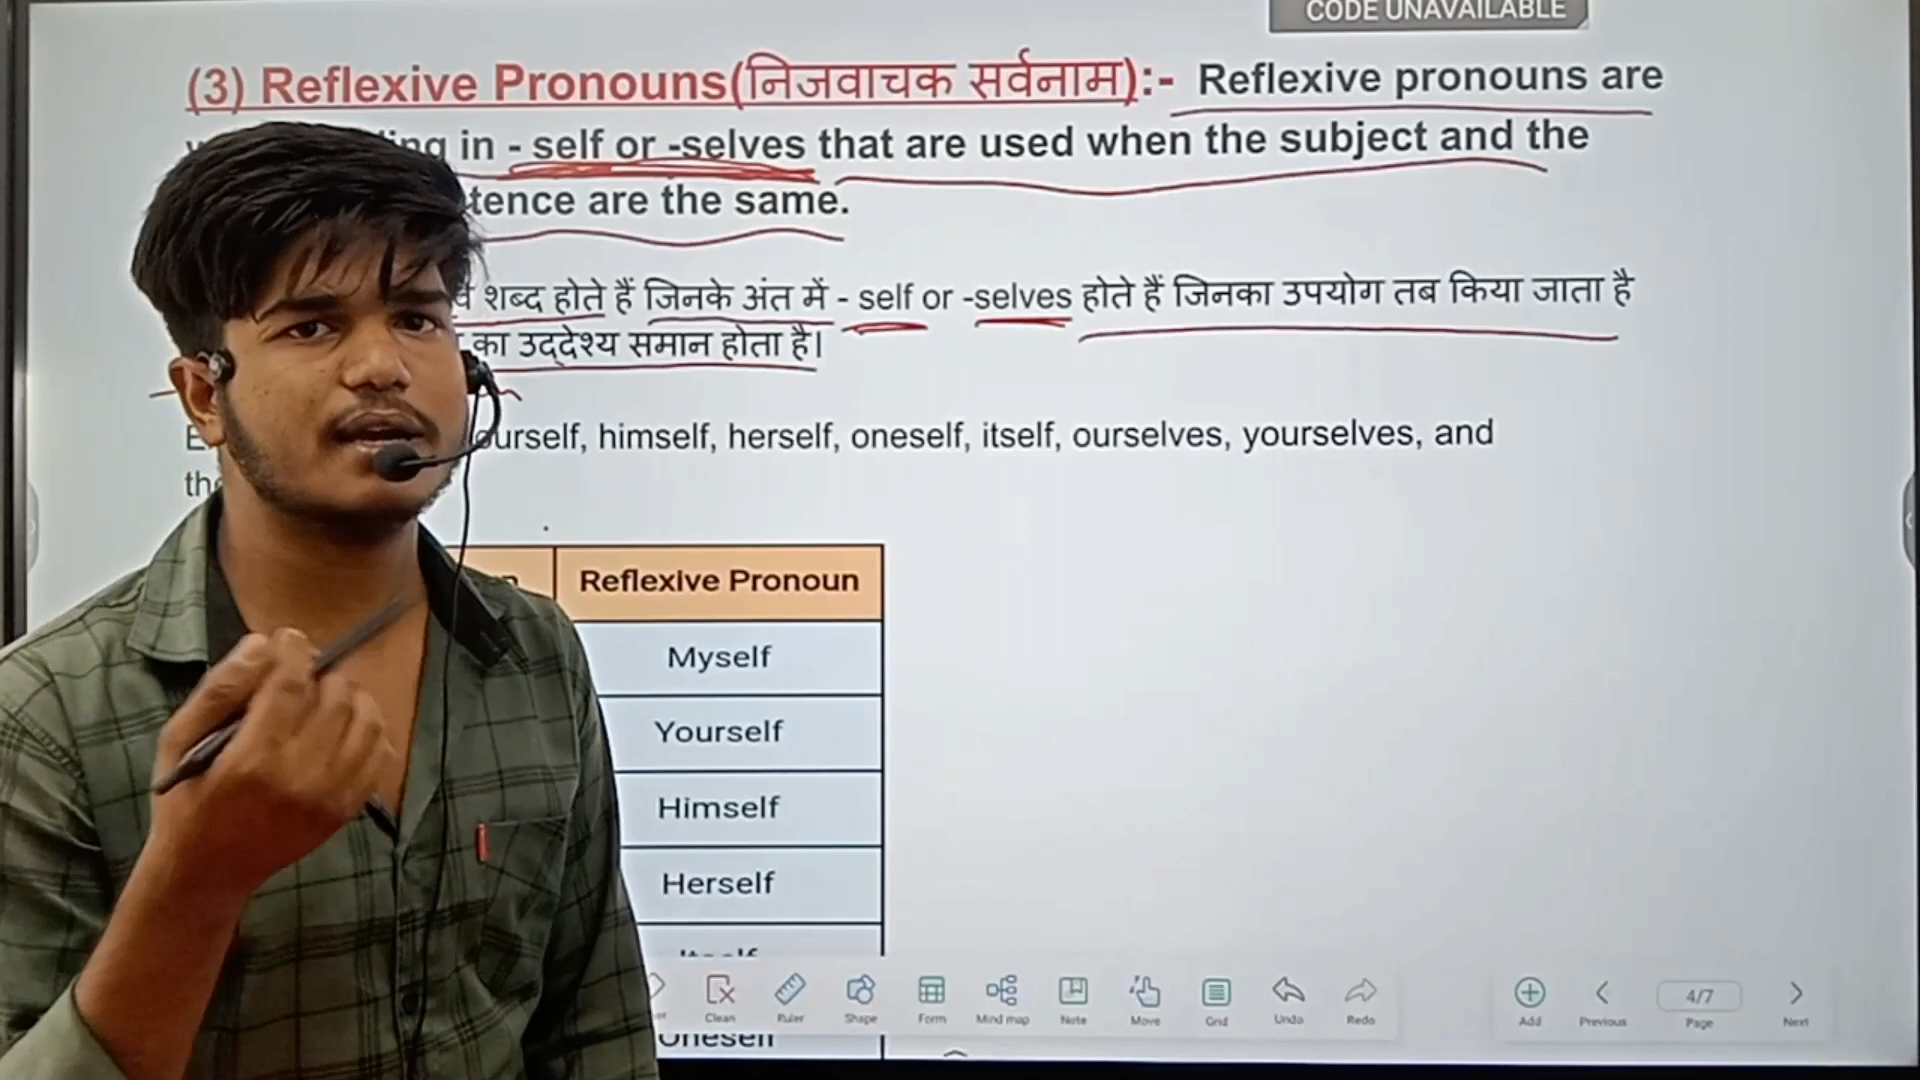 CODE UNAVAILABLE
(3) Reflexive Pronouns(निजवाचक सर्वनाम):- Reflexive pronouns are
in - self or -selves that are used when the subject and the
are the same.
शब्द होते हैं जिनके अंत में - self or -selves होते हैं जिनका उपयोग तब किया जाता है
का उद्देश्य समान होता है।
himself, herself, oneself, itself, ourselves, yourselves, and
Reflexive Pronoun
Myself
Yourself
Himself
Herself
Clean Ruler Shape Form Mind map Note Move Grid Undo Redo Add Previous 4/7 Page Next